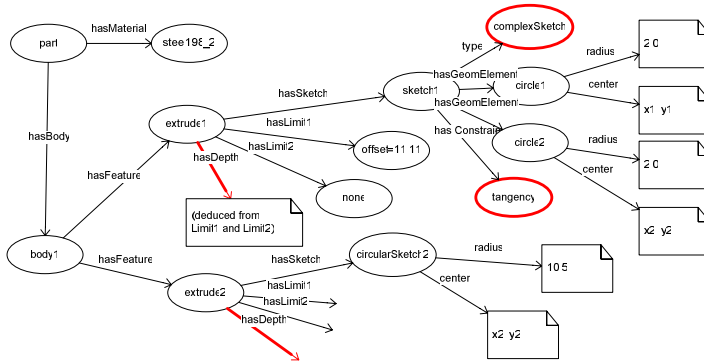 complexSketch
part
hasMaterial
stee198_2
type
radius
2.0
hasGeomElement
circle1
hasSketch
sketch1
center
hasGeomElement
x1 y1
extrude1
hasLimit1
has Constrain
hasBody
hasLimit2
offset=11.11
circle2
radius
hasDepth
2.0
hasFeature
none
tangency
center
(deduced from
Limit1 and Limit2)
x2 y2
body1
circularSketch2
radius
hasFeature
hasSketch
10.5
extrude2
hasLimit1
center
hasLimit2
hasDepth
x2 y2